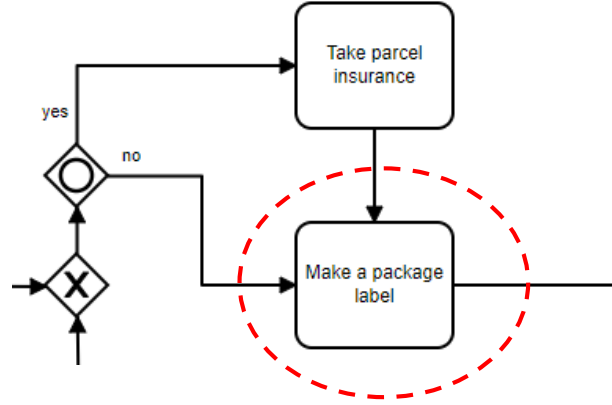 Take parcel
insurance
yes
no
Make a package
label